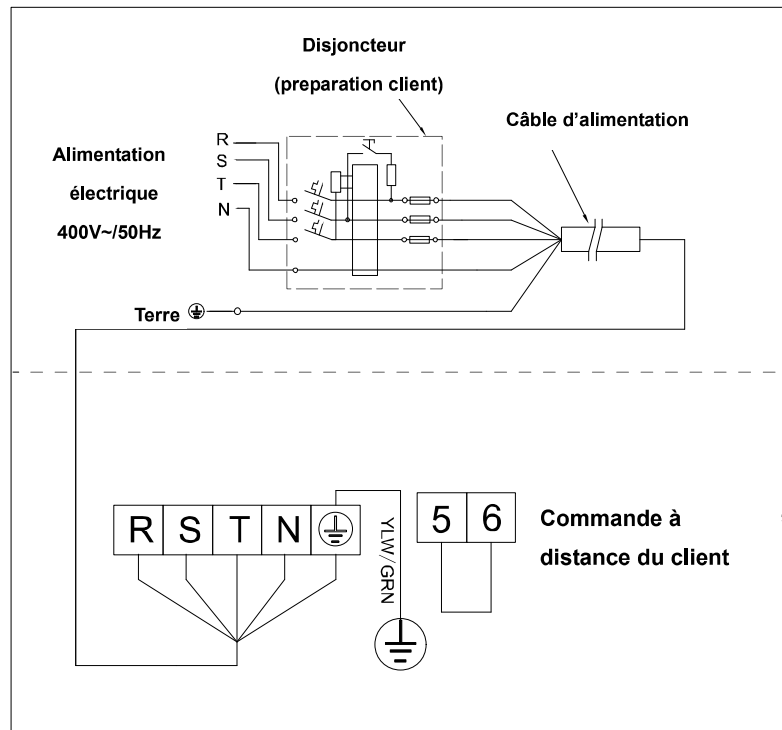 Disjoncteur
(preparation client)
Câble d'alimentation
Alimentation
électrique
400V~/50Hz
R
S
T
N
Terre
R S T N
YLW/GRN
5 6
Commande à
distance du client